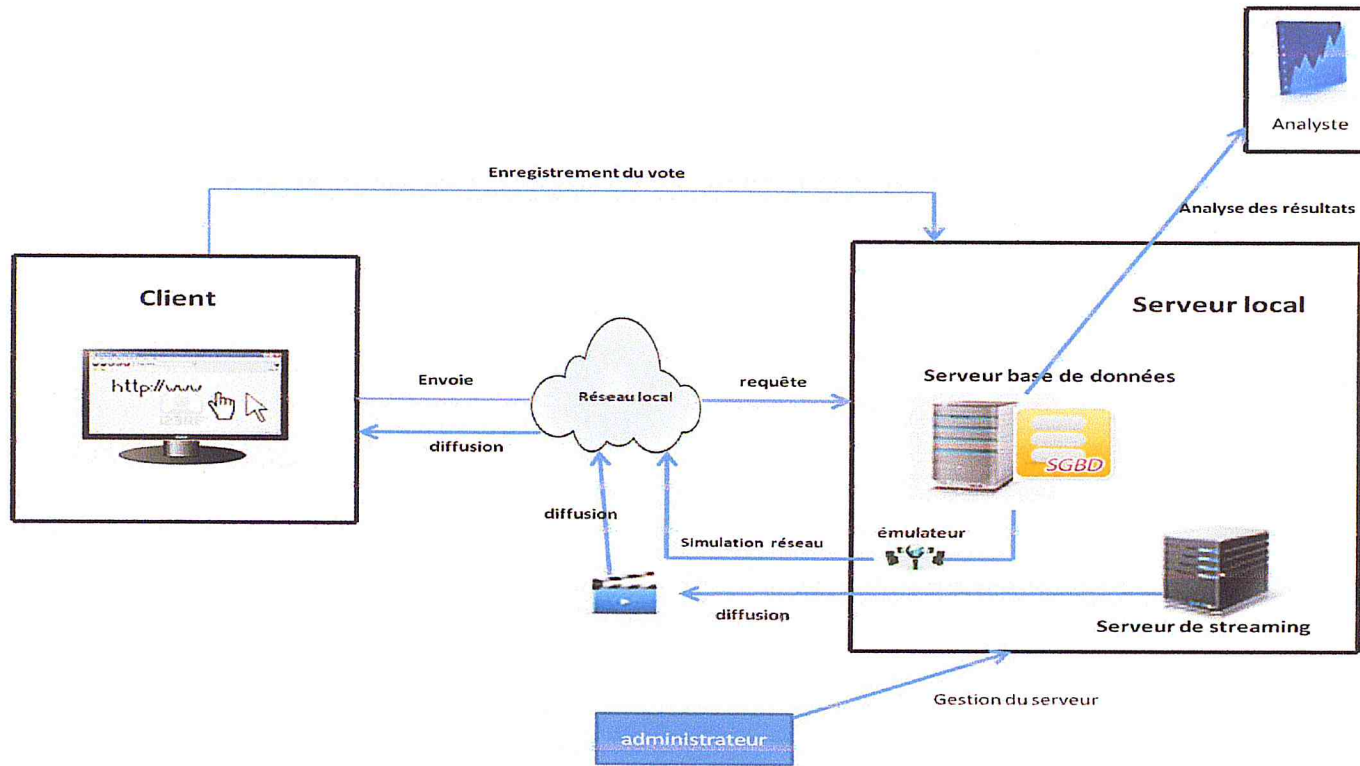 Analyste
Enregistrement du vote
Analyse des résultats
Client
Serveur local
http://www
Envoie
Réseau local
requête
Serveur base de données
diffusion
SGBD
diffusion
Simulation réseau
émulateur
diffusion
Serveur de streaming
Gestion du serveur
administrateur